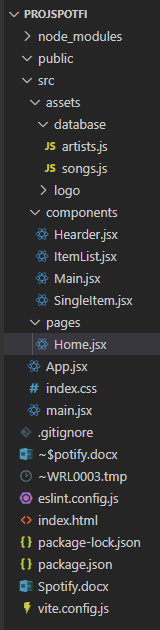 PROJSPOTFI
node_modules
public
src
assets
database
JS artists.js
JS songs.js
logo
components
Hearder.jsx
ItemList.jsx
Main.jsx
SingleItem.jsx
pages
Home.jsx
App.jsx
# index.css
main.jsx
.gitignore
~$potify.docx
~WRL0003.tmp
eslint.config.js
<> index.html
{} package-lock.json
{} package.json
Spotify.docx
vite.config.js